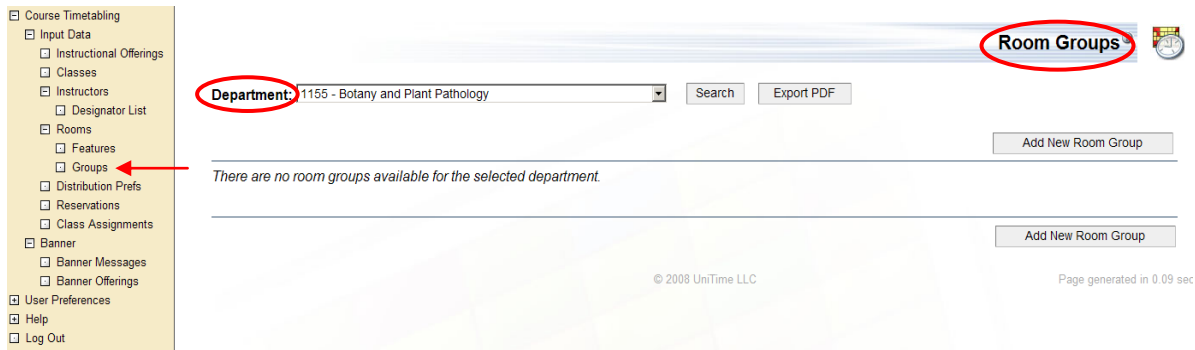 Course Timetabling
Input Data
Instructional Offerings
Classes
Instructors
Designator List
Rooms
Features
Groups
Distribution Prefs
Reservations
Class Assignments
Banner
Banner Messages
Banner Offerings
User Preferences
Help
Log Out
Room Groups
Department: 1155 - Botany and Plant Pathology Search Export PDF
Add New Room Group
There are no room groups available for the selected department.
Add New Room Group
© 2008 UniTime LLC Page generated in 0.09 sec